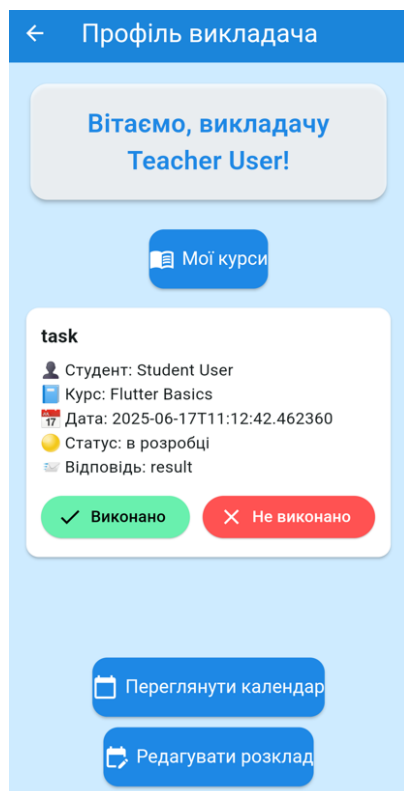 Профіль викладача
Вітаємо, викладачу
Teacher User!
Мої курси
task
Студент: Student User
Курс: Flutter Basics
17 Дата: 2025-06-17T11:12:42.462360
Статус: в розробці
Відповідь: result
Виконано
Не виконано
Переглянути календар
Редагувати розклад